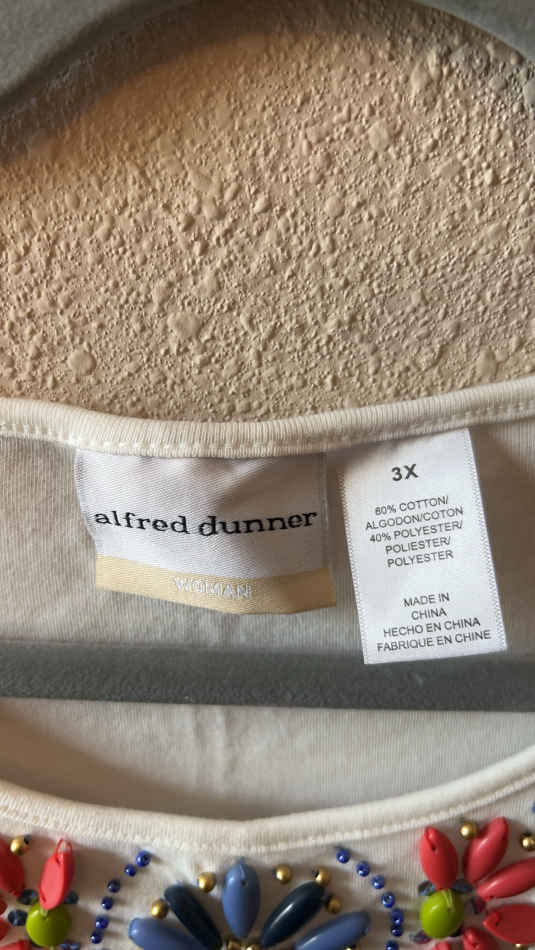 alfred dunner
WOMAN
3X
60% COTTON/
ALGODON/COTON
40% POLYESTER/
POLIESTER/
POLYESTER
MADE IN
CHINA
HECHO EN CHINA
FABRIQUE EN CHINE